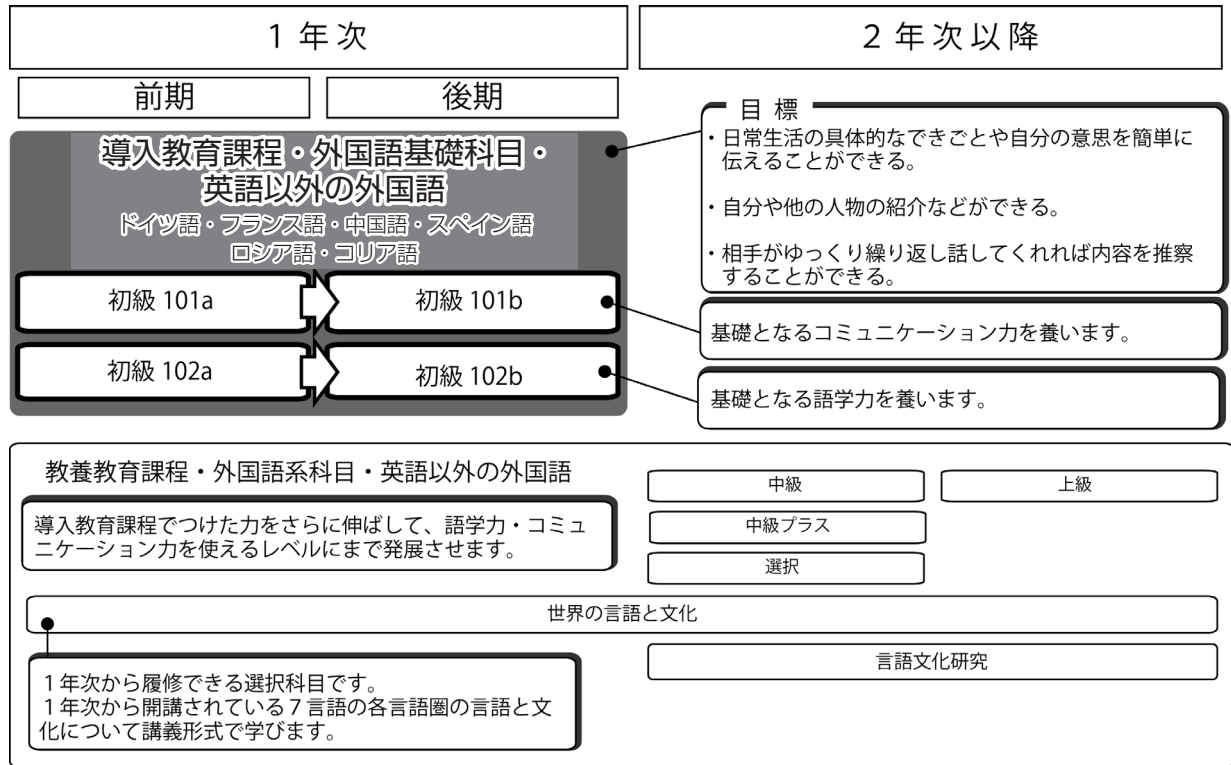 1 年 次
2 年 次 以 降
前期
後期
導入教育課程・外国語基礎科目・
英語以外の外国語
ドイツ語・フランス語・中国語・スペイン語
ロシア語・コリア語
初級 101a
初級 101b
初級 102a
初級 102b
目 標
・日常生活の具体的なできごとや自分の意思を簡単に
伝えることができる。
・自分や他の人物の紹介などができる。
・相手がゆっくり繰り返し話してくれれば内容を推察
することができる。
基礎となるコミュニケーション力を養います。
基礎となる語学力を養います。
教養教育課程・外国語系科目・英語以外の外国語
導入教育課程でつけた力をさらに伸ばして、語学力・コミュ
ニケーション力を使えるレベルにまで発展させます。
中級
上級
中級プラス
選択
世界の言語と文化
言語文化研究
1年次から履修できる選択科目です。
1年次から開講されている7言語の各言語圏の言語と文
化について講義形式で学びます。